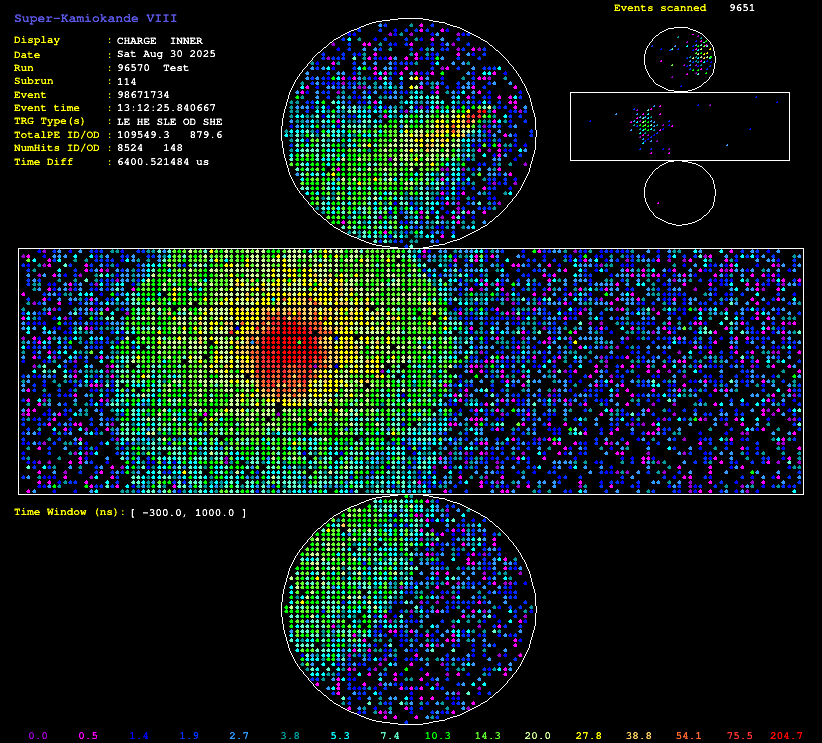 Super-Kamiokande VIII
Events scanned 9651
Display : CHARGE INNER
Date : Sat Aug 30 2025
Run : 96570 Test
Subrun : 114
Event : 98671734
Event time : 13:12:25.840667
TRG Type(s) : LE HE SLE OD SHE
TotalPE ID/OD : 109549.3 879.6
NumHits ID/OD : 8524 148
Time Diff : 6400.521484 us
Time Window (ns): [ -300.0, 1000.0 ]
0.0 0.5 1.4 1.9 2.7 3.8 5.3 7.4 10.3 14.3 20.0 27.8 38.8 54.1 75.5 204.7